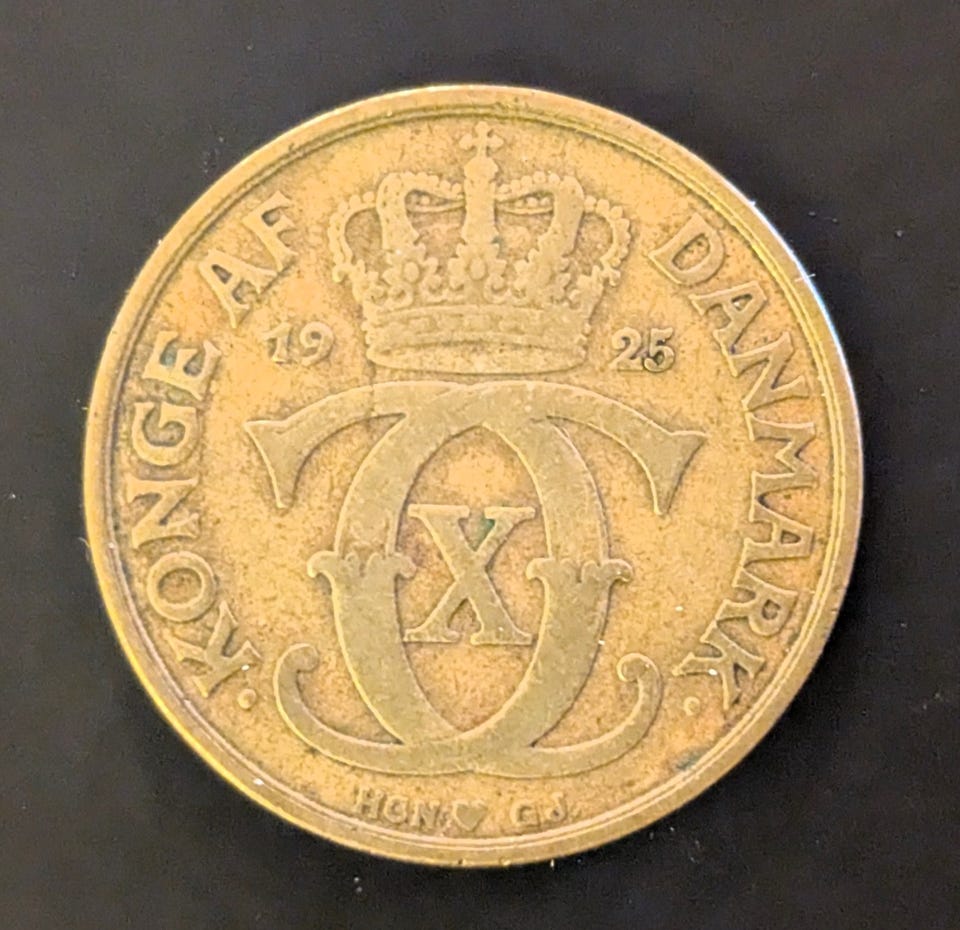 · KONGE AF DANMARK ·
19 25
X
HCN ♥ GJ.